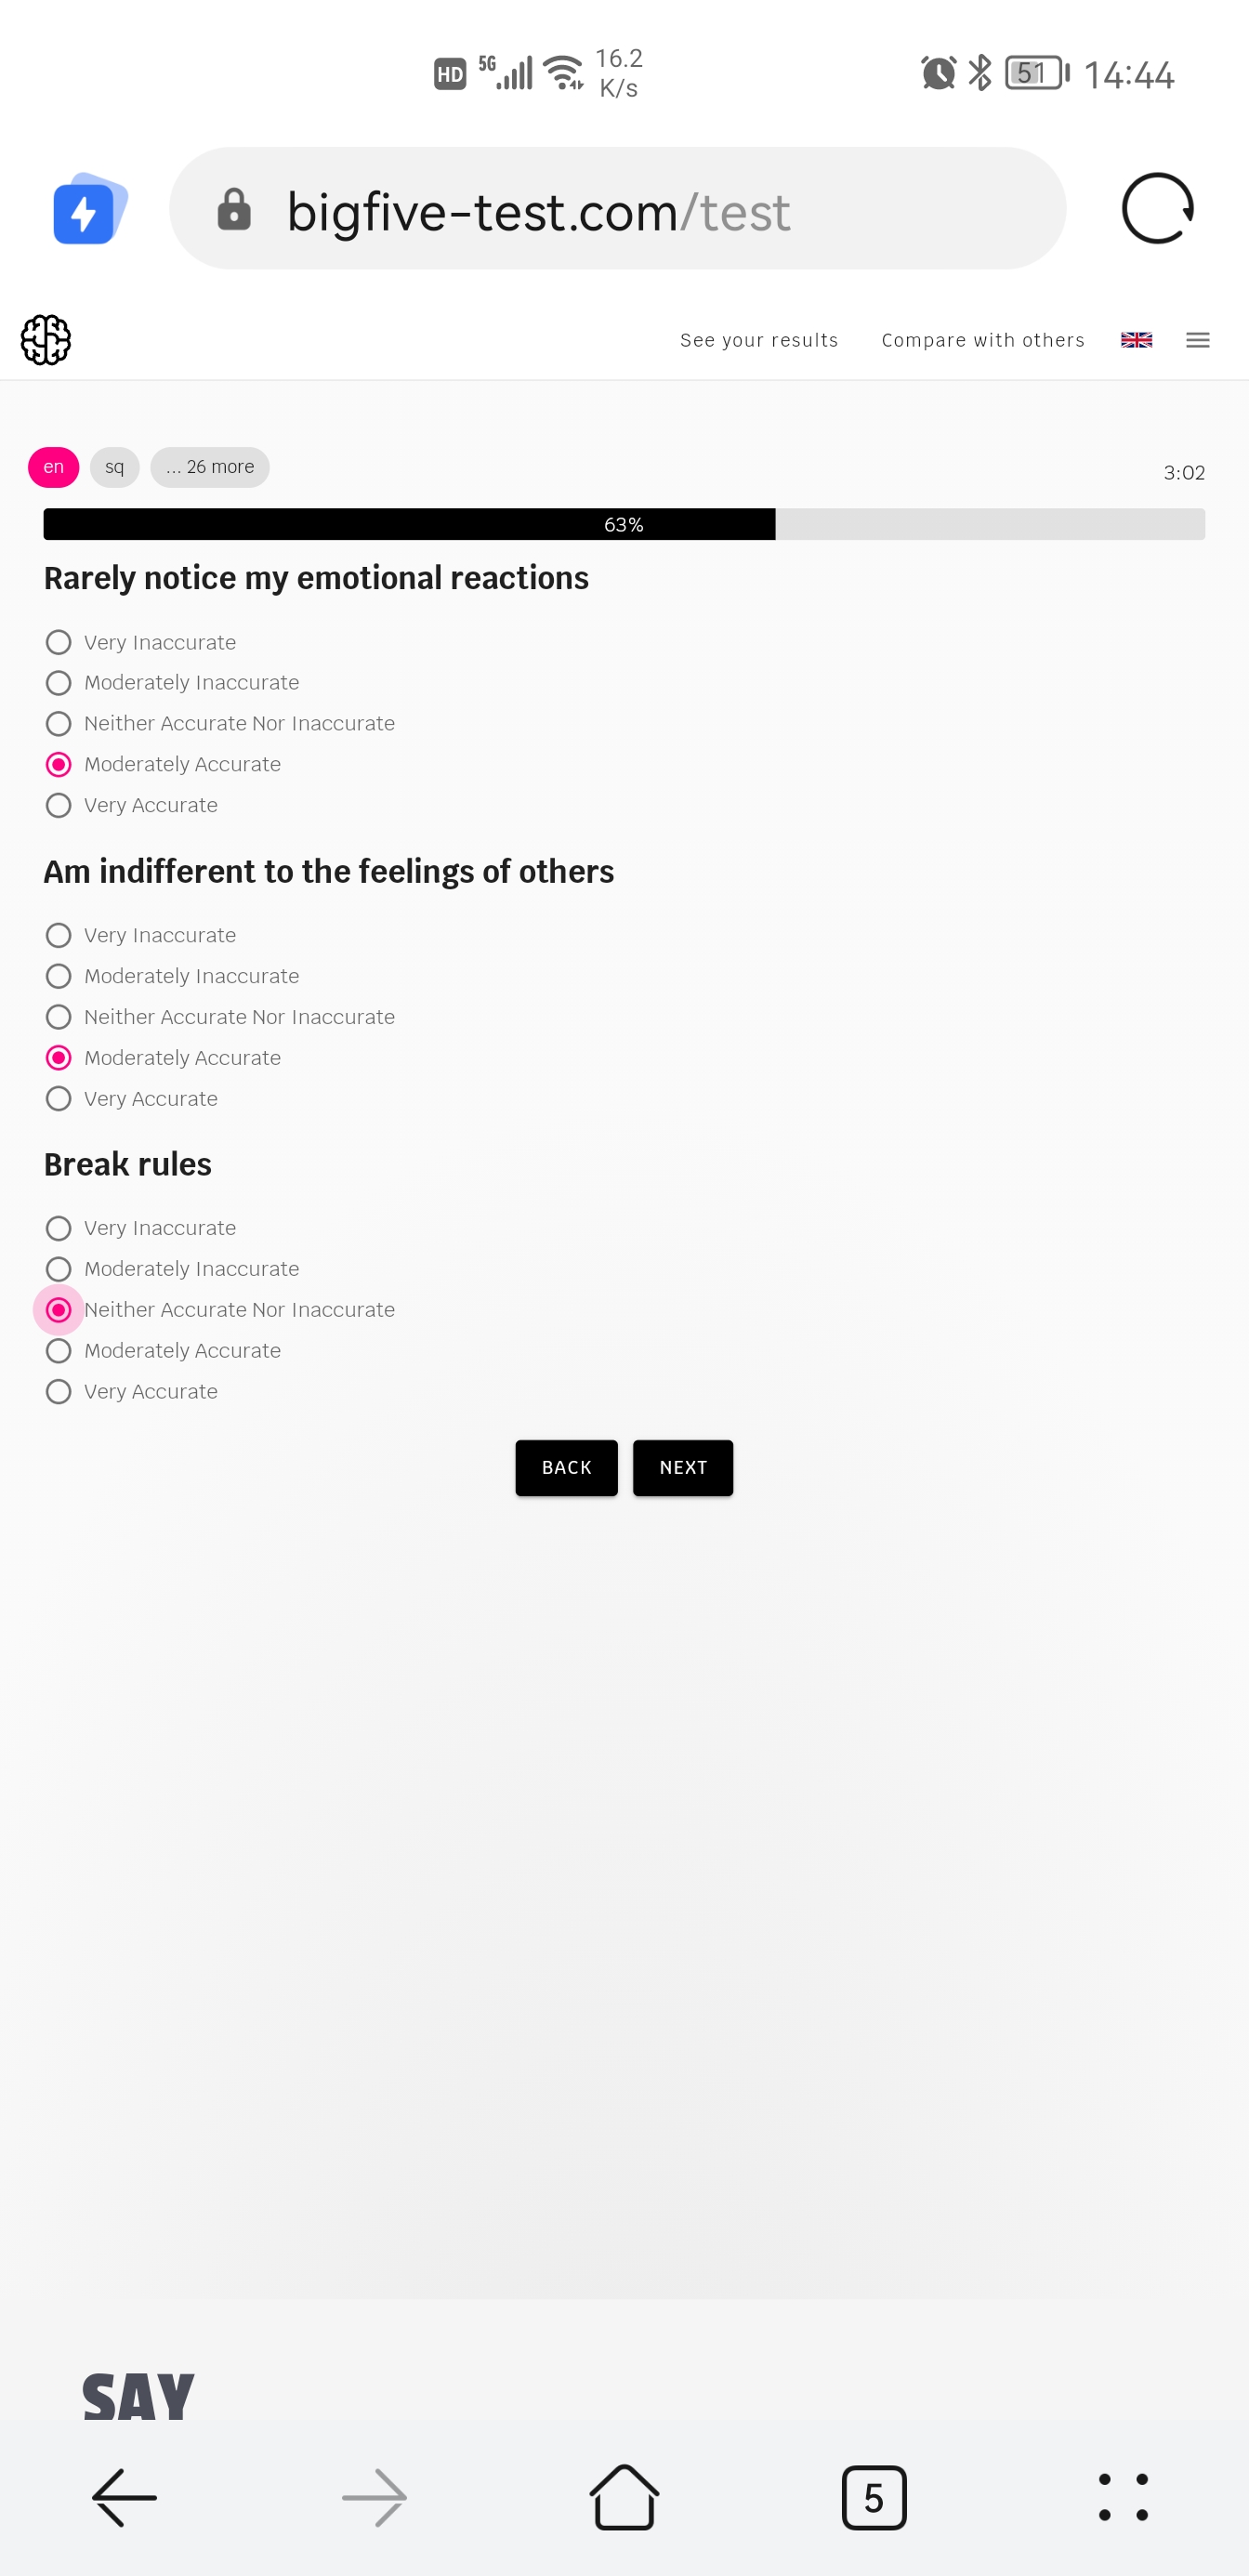 HD 5G 16.2 K/s 51 14:44
bigfive-test.com/test
See your results Compare with others
en sq ... 26 more 3:02
63%
Rarely notice my emotional reactions
Very Inaccurate
Moderately Inaccurate
Neither Accurate Nor Inaccurate
Moderately Accurate
Very Accurate
Am indifferent to the feelings of others
Very Inaccurate
Moderately Inaccurate
Neither Accurate Nor Inaccurate
Moderately Accurate
Very Accurate
Break rules
Very Inaccurate
Moderately Inaccurate
Neither Accurate Nor Inaccurate
Moderately Accurate
Very Accurate
BACK NEXT
SAY
5